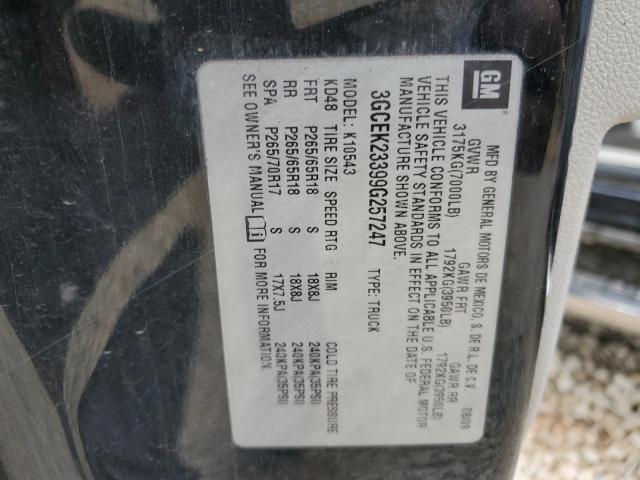 GM
MFD BY GENERAL MOTORS DE MEXICO, S. DE R.L. DE C.V.
08/09
GVWR GAWR FRT GAWR RR
3175KG(7000LB) 1792KG(3950LB) 1792KG(3950LB)
THIS VEHICLE CONFORMS TO ALL APPLICABLE U.S. FEDERAL MOTOR
VEHICLE SAFETY STANDARDS IN EFFECT ON THE DATE OF
MANUFACTURE SHOWN ABOVE.
3GCEK23399G257247 TYPE: TRUCK
MODEL: K10543
KD48 TIRE SIZE SPEED RTG RIM COLD TIRE PRESSURE
FRT P265/65R18 S 18X8J 240KPA(35PSI)
RR P265/65R18 S 18X8J 240KPA(35PSI)
SPA P265/70R17 S 17X7.5J 240KPA(35PSI)
SEE OWNER'S MANUAL FOR MORE INFORMATION.